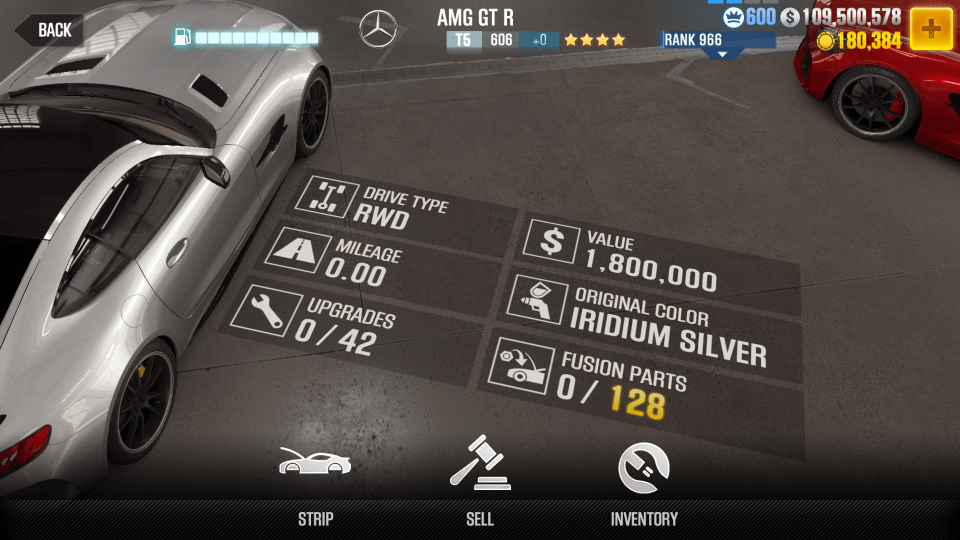 BACK
AMG GT R
T5 606 +0
RANK 966
600 109,500,578
180,384
DRIVE TYPE
RWD
MILEAGE
0.00
UPGRADES
0/42
VALUE
1,800,000
ORIGINAL COLOR
IRIDIUM SILVER
FUSION PARTS
0/ 128
STRIP
SELL
INVENTORY